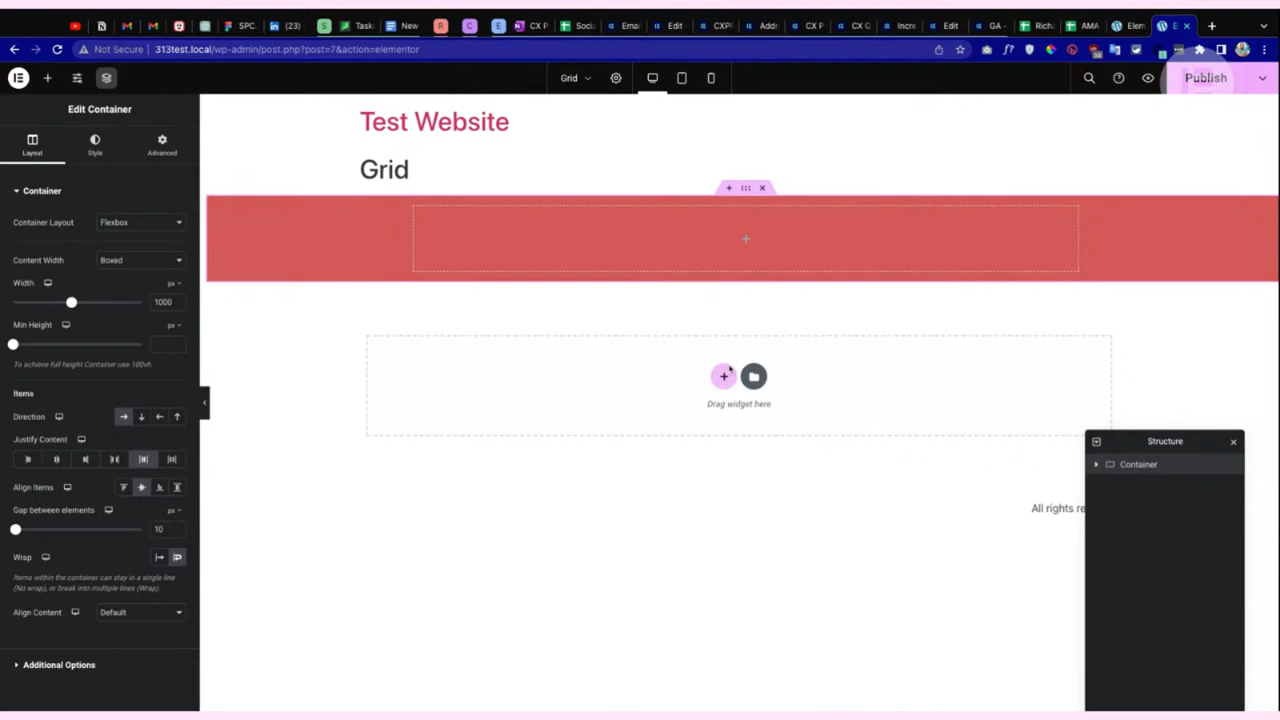 SPC.
(23)
Task:
New
CX P
Socia
Emai
Edit
CXPI
Addr
CX P
CX G
Incre
Edit
GA -
Richa
AMA
Elem
E
Not Secure
313test.local/wp-admin/post.php?post=7&action=elementor
Grid
Publish
Edit Container
Layout
Style
Advanced
Container
Container Layout
Flexbox
Content Width
Boxed
Width
px
1000
Min Height
px
To achieve full height Container use 100vh.
Items
Direction
Justify Content
Align Items
Gap between elements
px
10
Wrap
Items within the container can stay in a single line
(No wrap), or break into multiple lines (Wrap).
Align Content
Default
Additional Options
Test Website
Grid
Drag widget here
All rights re
Structure
Container